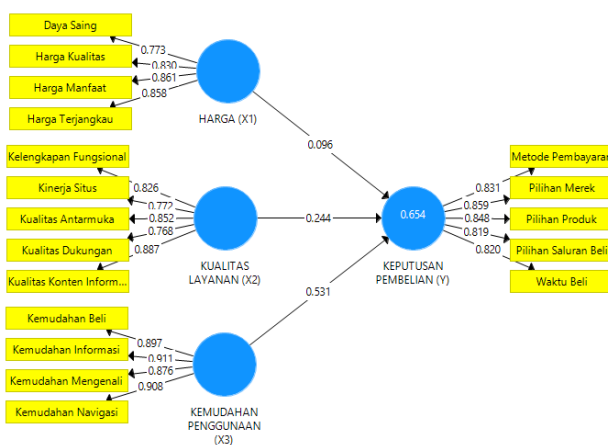 Daya Saing
Harga Kualitas
Harga Manfaat
Harga Terjangkau
0.773
0.830
0.861
0.858
HARGA (X1)
0.096
Kelengkapan Fungsional
Kinerja Situs
Kualitas Antarmuka
Kualitas Dukungan
Kualitas Konten Inform...
0.826
0.772
0.852
0.768
0.887
KUALITAS
LAYANAN (X2)
0.244
Kemudahan Beli
Kemudahan Informasi
Kemudahan Mengenali
Kemudahan Navigasi
0.897
0.911
0.876
0.908
KEMUDAHAN
PENGGUNAAN
(X3)
0.531
0.654
KEPUTUSAN
PEMBELIAN (Y)
0.831
0.859
0.848
0.819
0.820
Metode Pembayaran
Pilihan Merek
Pilihan Produk
Pilihan Saluran Beli
Waktu Beli